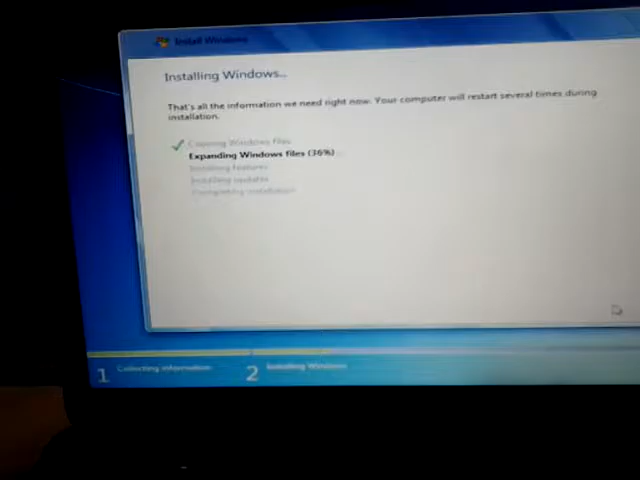 Install Windows
Installing Windows...
That's all the information we need right now. Your computer will restart several times during
installation.
Copying Windows files
Expanding Windows files (36%)
Installing features
Installing updates
Completing installation
1 Collecting information
2 Installing Windows